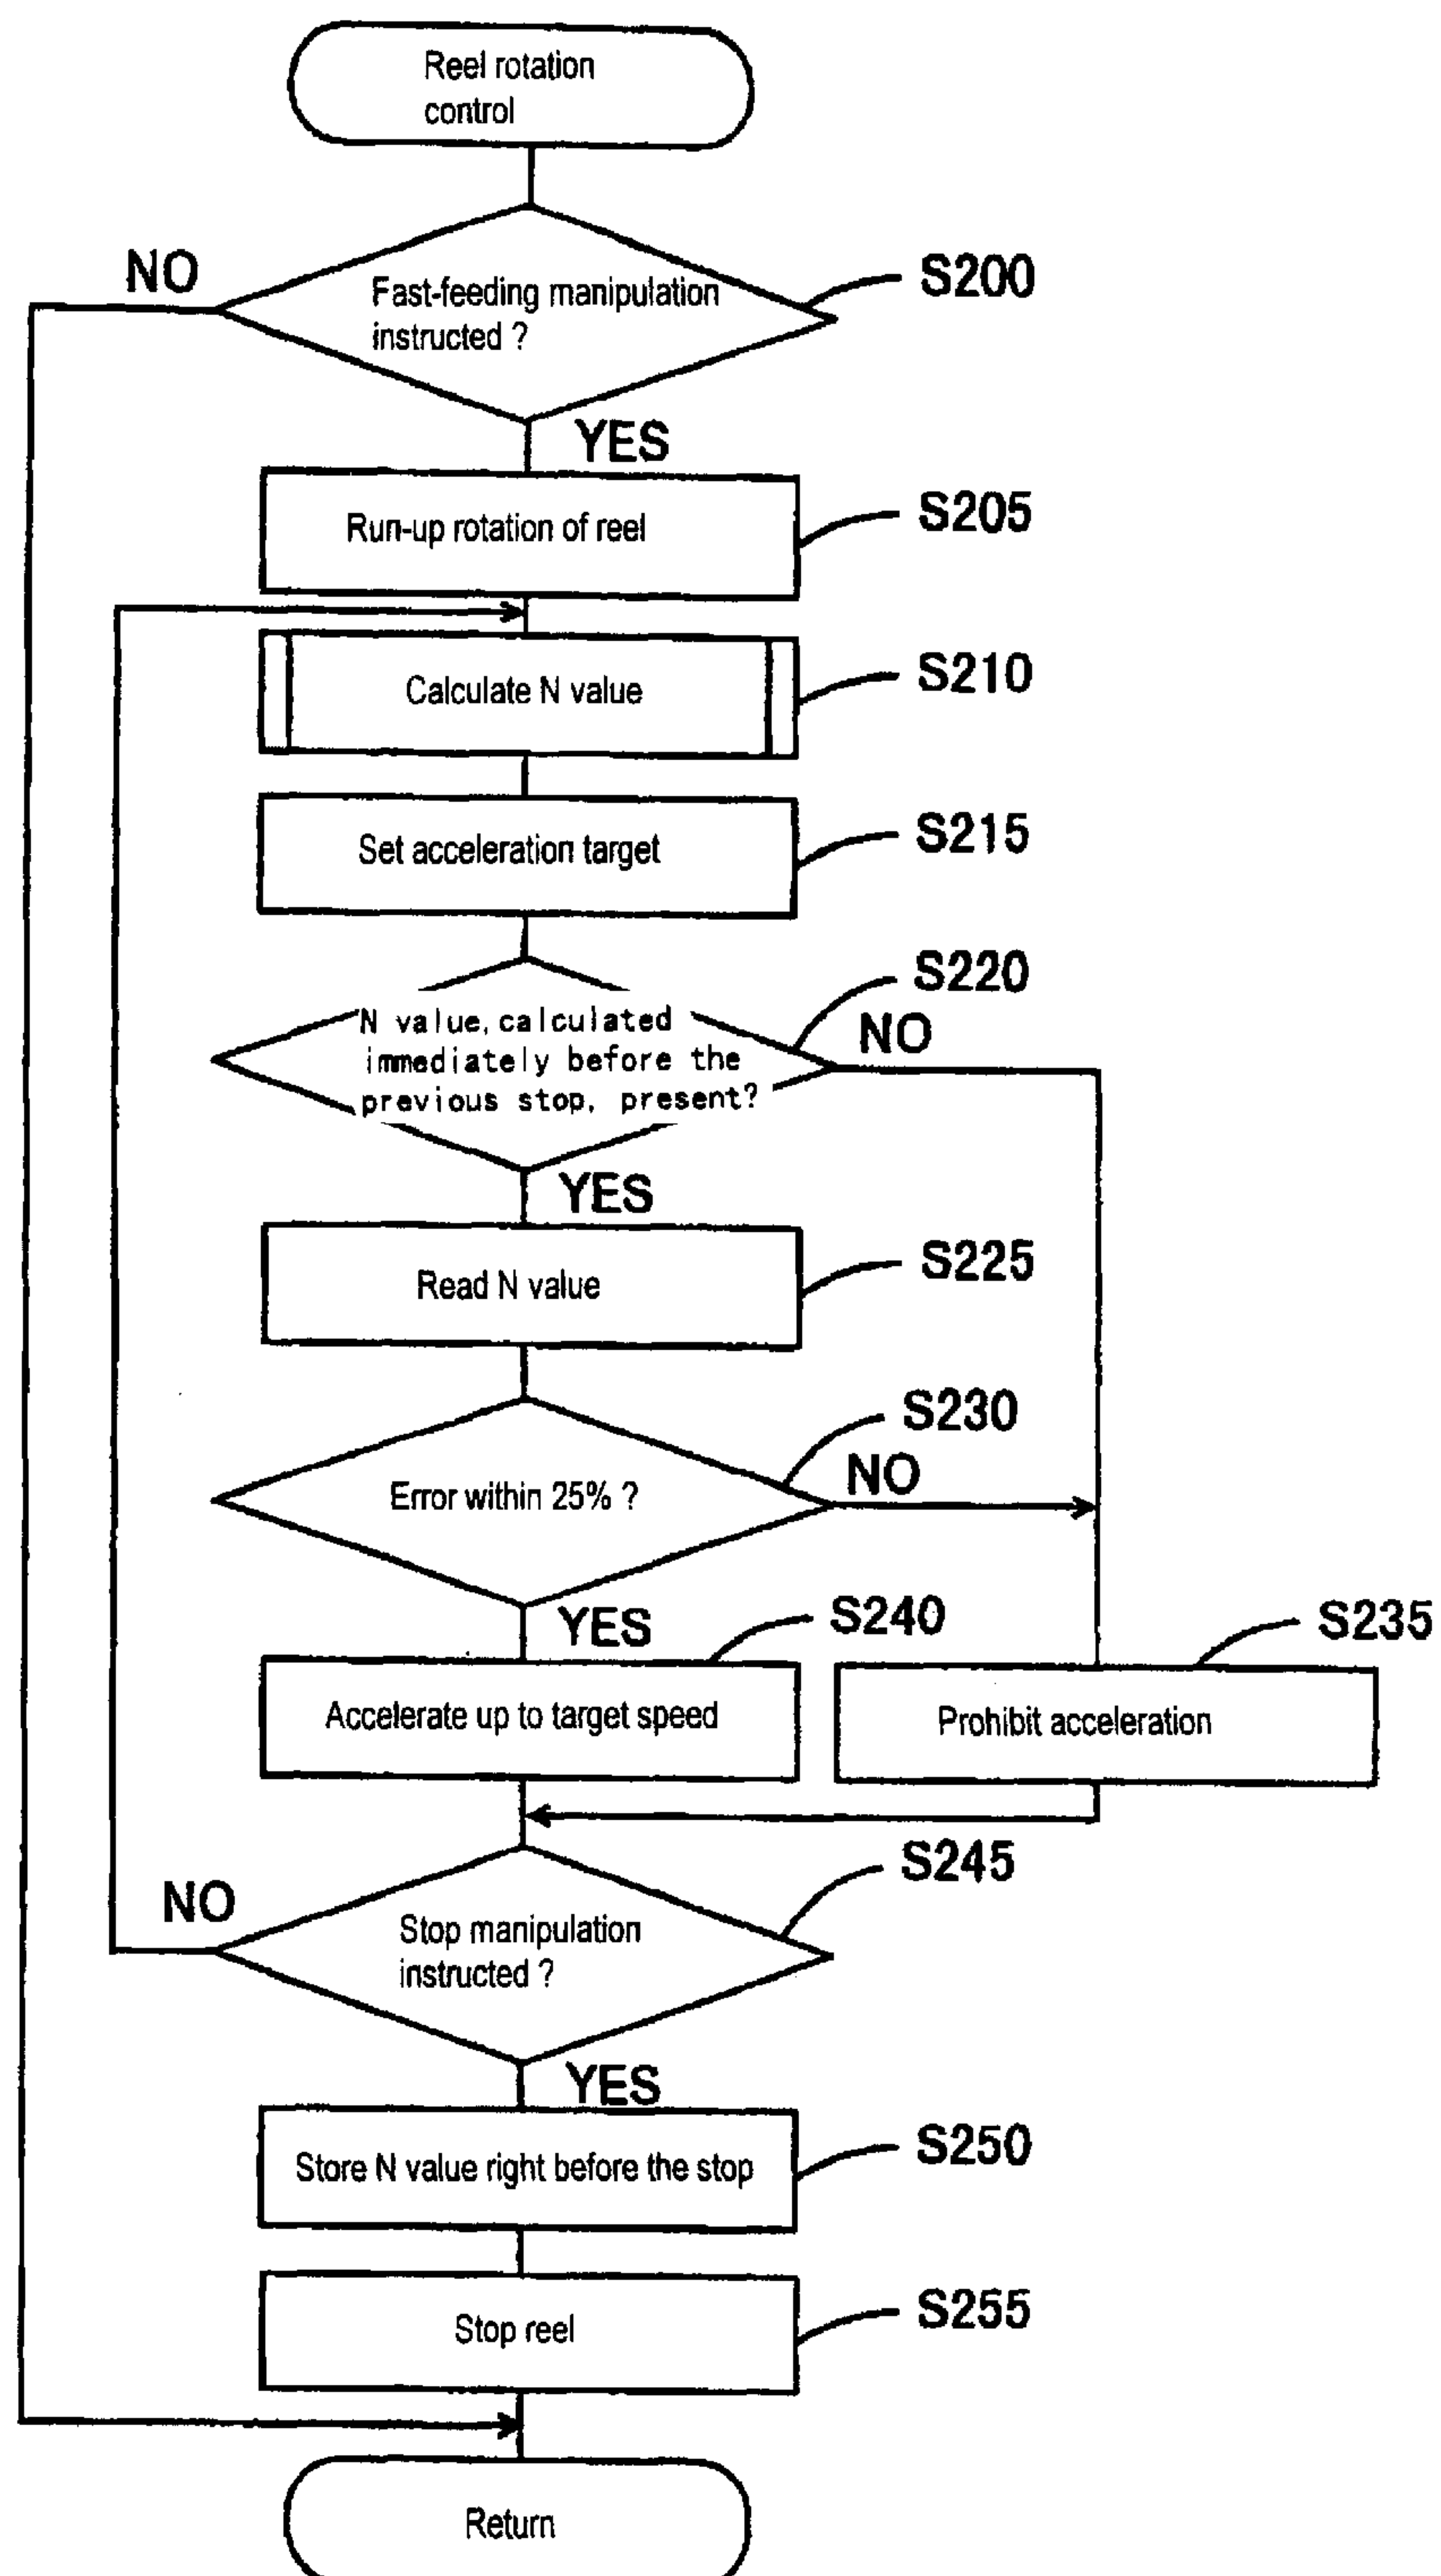 Reel rotation
control
NO
Fast-feeding manipulation
instructed ?
S200
YES
Run-up rotation of reel
S205
Calculate N value
S210
Set acceleration target
S215
S220
N value, calculated
immediately before the
previous stop, present?
NO
YES
Read N value
S225
S230
Error within 25% ?
NO
YES
S240
S235
Accelerate up to target speed
Prohibit acceleration
S245
NO
Stop manipulation
instructed ?
YES
Store N value right before the stop
S250
Stop reel
S255
Return